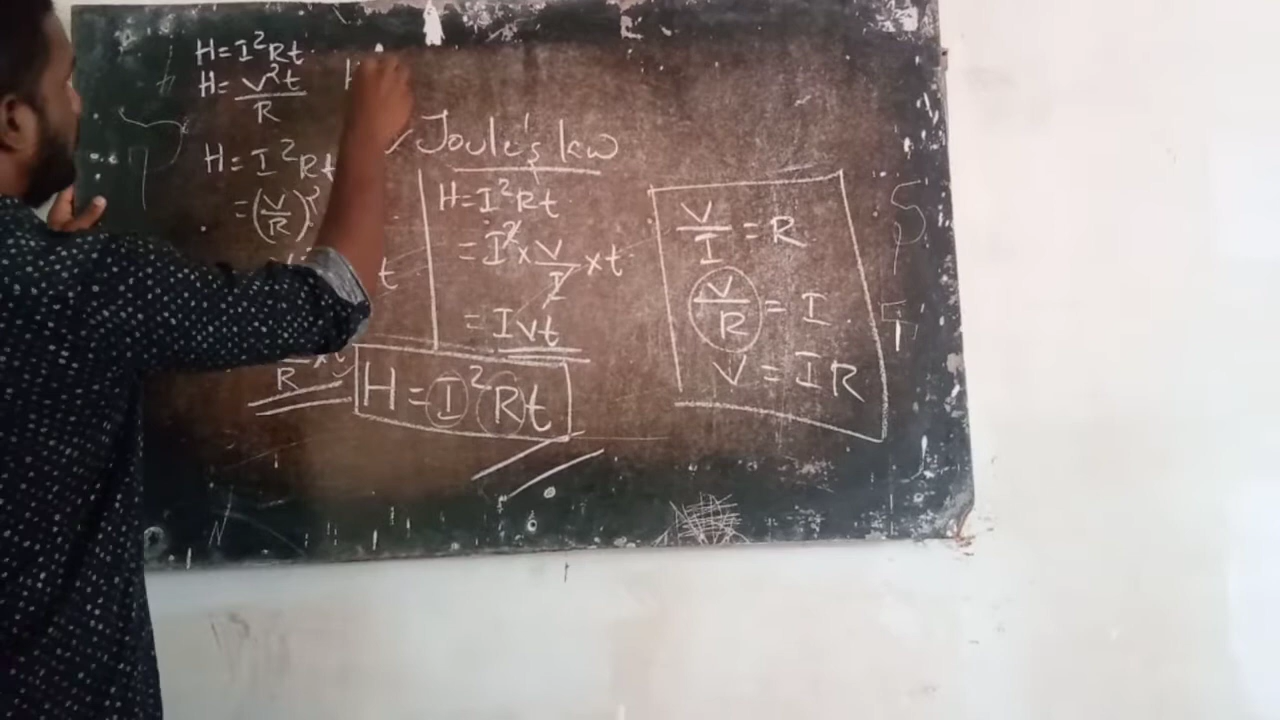 H = I²Rt
H = V²t
R
H
H = I²Rt
= (V/R)²
t
R × t
Joule's law
H = I²Rt
= I² × V/I × t
= IVt
H = I²Rt
V/I = R
V/R = I
V = IR